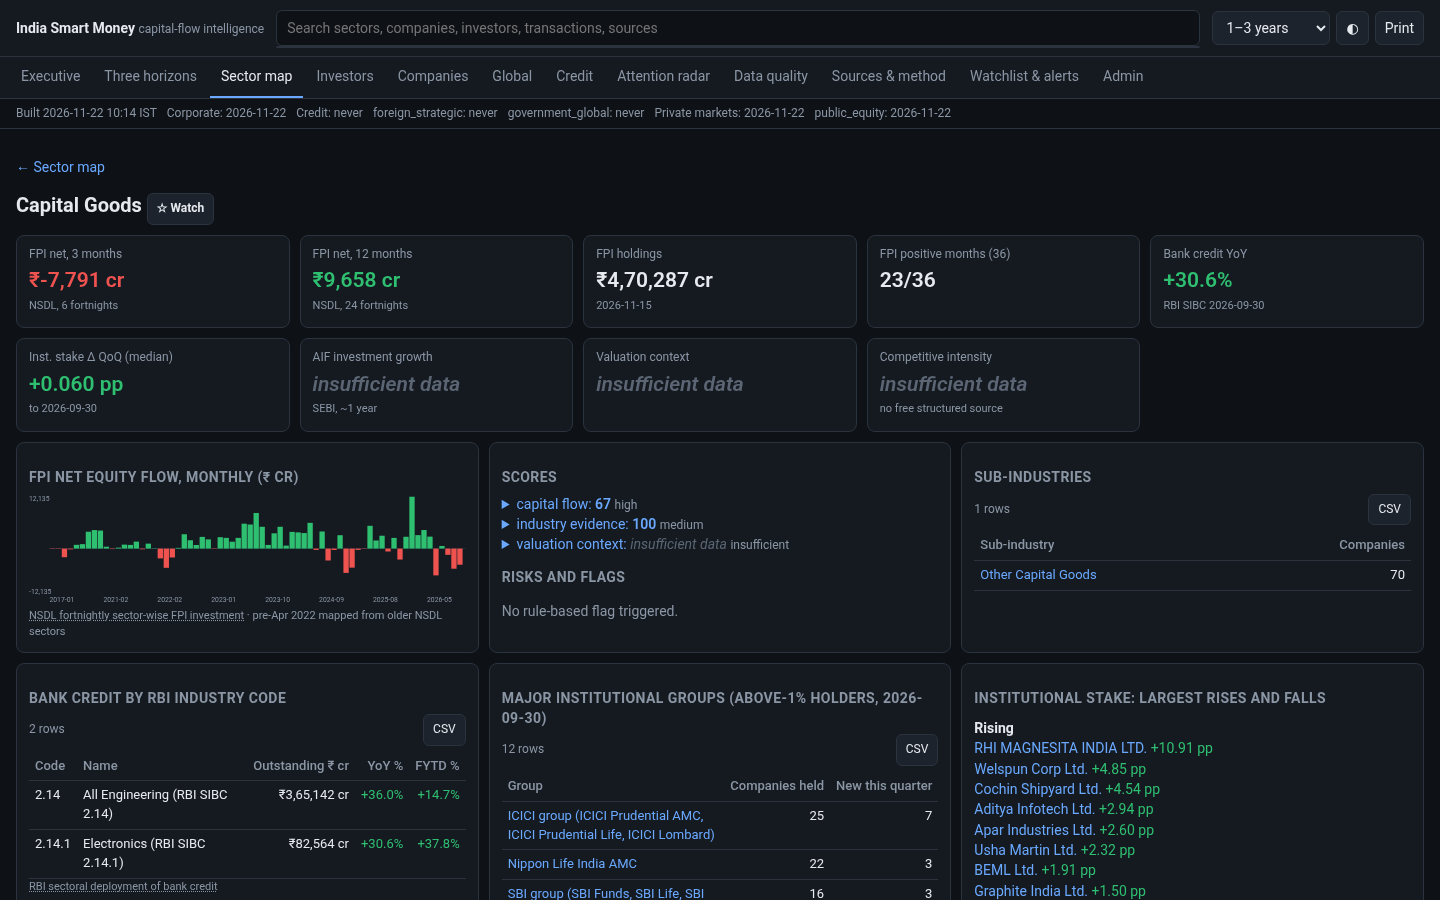 India Smart Money capital-flow intelligence
Search sectors, companies, investors, transactions, sources
1–3 years
Print
Executive Three horizons Sector map Investors Companies Global Credit Attention radar Data quality Sources & method Watchlist & alerts Admin
Built 2026-11-22 10:14 IST Corporate: 2026-11-22 Credit: never foreign_strategic: never government_global: never Private markets: 2026-11-22 public_equity: 2026-11-22
← Sector map
Capital Goods ☆ Watch
FPI net, 3 months
₹-7,791 cr
NSDL, 6 fortnights
FPI net, 12 months
₹9,658 cr
NSDL, 24 fortnights
FPI holdings
₹4,70,287 cr
2026-11-15
FPI positive months (36)
23/36
Bank credit YoY
+30.6%
RBI SIBC 2026-09-30
Inst. stake Δ QoQ (median)
+0.060 pp
to 2026-09-30
AIF investment growth
insufficient data
SEBI, ~1 year
Valuation context
insufficient data
Competitive intensity
insufficient data
no free structured source
FPI NET EQUITY FLOW, MONTHLY (₹ CR)
12,135
-12,135
2017-01 2021-02 2022-02 2023-01 2023-10 2024-09 2025-08 2026-05
NSDL fortnightly sector-wise FPI investment · pre-Apr 2022 mapped from older NSDL
sectors
SCORES
▶ capital flow: 67 high
▶ industry evidence: 100 medium
▶ valuation context: insufficient data insufficient
RISKS AND FLAGS
No rule-based flag triggered.
SUB-INDUSTRIES
1 rows CSV
Sub-industry Companies
Other Capital Goods 70
BANK CREDIT BY RBI INDUSTRY CODE
2 rows CSV
Code Name Outstanding ₹ cr YoY % FYTD %
2.14 All Engineering (RBI SIBC ₹3,65,142 cr +36.0% +14.7%
2.14)
2.14.1 Electronics (RBI SIBC ₹82,564 cr +30.6% +37.8%
2.14.1)
RBI sectoral deployment of bank credit
MAJOR INSTITUTIONAL GROUPS (ABOVE-1% HOLDERS, 2026-
09-30)
12 rows CSV
Group Companies held New this quarter
ICICI group (ICICI Prudential AMC, 25 7
ICICI Prudential Life, ICICI Lombard)
Nippon Life India AMC 22 3
SBI group (SBI Funds, SBI Life, SBI 16 3
INSTITUTIONAL STAKE: LARGEST RISES AND FALLS
Rising
RHI MAGNESITA INDIA LTD. +10.91 pp
Welspun Corp Ltd. +4.85 pp
Cochin Shipyard Ltd. +4.54 pp
Aditya Infotech Ltd. +2.94 pp
Apar Industries Ltd. +2.60 pp
Usha Martin Ltd. +2.32 pp
BEML Ltd. +1.91 pp
Graphite India Ltd. +1.50 pp